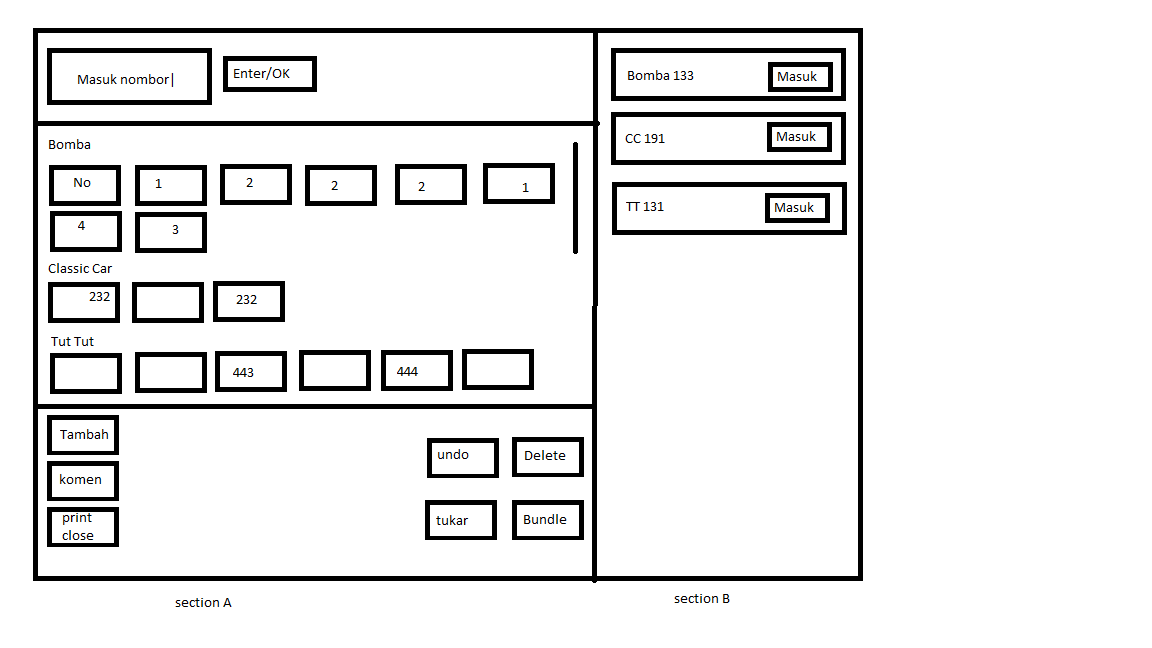 Masuk nombor|
Enter/OK
Bomba
No
1
2
2
2
1
4
3
Classic Car
232
232
Tut Tut
443
444
Tambah
komen
print
close
undo
Delete
tukar
Bundle
section A
Bomba 133
Masuk
CC 191
Masuk
TT 131
Masuk
section B